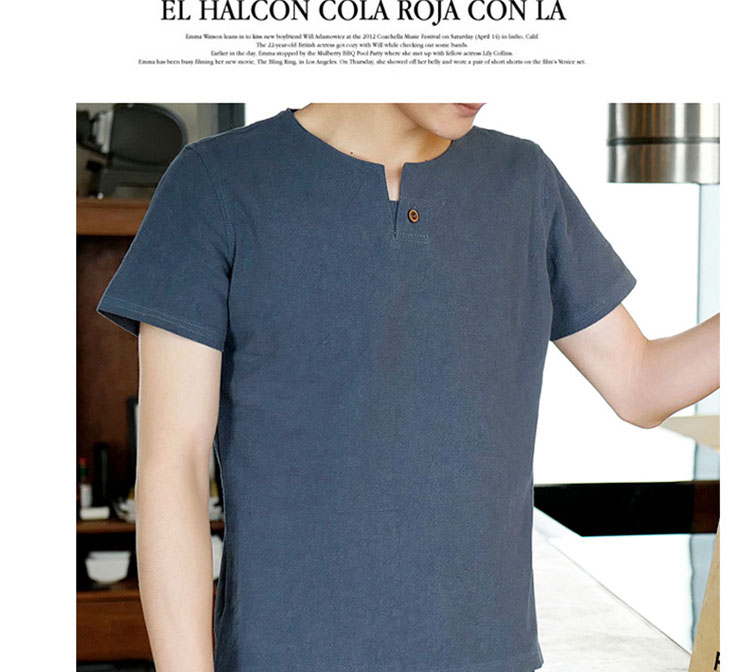 EL HALCON COLA ROJA CON LA
Emma Watson leans in to kiss new boyfriend Will Adamowicz at the 2012 Coachella Music Festival on Saturday (April 14) in Indio, Calif.
The 22-year-old British actress got cozy with Will while checking out some bands.
Earlier in the day, Emma stopped by the Mulberry BBQ Pool Party where she met up with fellow actress Lily Collins.
Emma has been busy filming her new movie, The Bling Ring, in Los Angeles. On Thursday, she showed off her belly and wore a pair of short shorts on the film's Venice set.